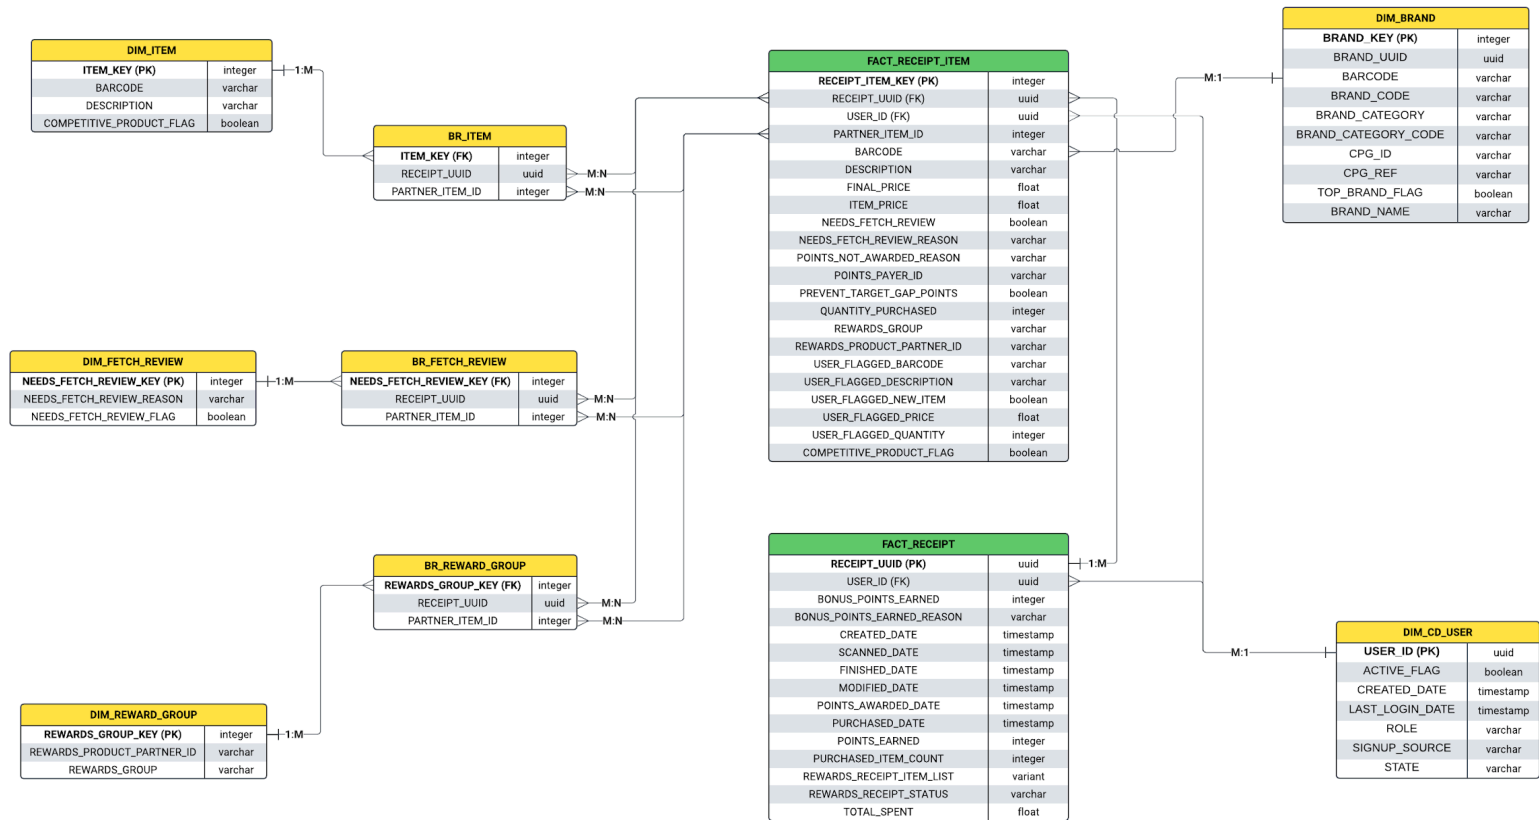 DIM_ITEM
ITEM_KEY (PK) integer
BARCODE varchar
DESCRIPTION varchar
COMPETITIVE_PRODUCT_FLAG boolean
1:M
BR_ITEM
ITEM_KEY (FK) integer
RECEIPT_UUID uuid
PARTNER_ITEM_ID integer
M:N
M:N
DIM_FETCH_REVIEW
NEEDS_FETCH_REVIEW_KEY (PK) integer
NEEDS_FETCH_REVIEW_REASON varchar
NEEDS_FETCH_REVIEW_FLAG boolean
1:M
BR_FETCH_REVIEW
NEEDS_FETCH_REVIEW_KEY (FK) integer
RECEIPT_UUID uuid
PARTNER_ITEM_ID integer
M:N
M:N
BR_REWARD_GROUP
REWARDS_GROUP_KEY (FK) integer
RECEIPT_UUID uuid
PARTNER_ITEM_ID integer
M:N
M:N
DIM_REWARD_GROUP
REWARDS_GROUP_KEY (PK) integer
REWARDS_PRODUCT_PARTNER_ID varchar
REWARDS_GROUP varchar
1:M
FACT_RECEIPT_ITEM
RECEIPT_ITEM_KEY (PK) integer
RECEIPT_UUID (FK) uuid
USER_ID (FK) uuid
PARTNER_ITEM_ID integer
BARCODE varchar
DESCRIPTION varchar
FINAL_PRICE float
ITEM_PRICE float
NEEDS_FETCH_REVIEW boolean
NEEDS_FETCH_REVIEW_REASON varchar
POINTS_NOT_AWARDED_REASON varchar
POINTS_PAYER_ID varchar
PREVENT_TARGET_GAP_POINTS boolean
QUANTITY_PURCHASED integer
REWARDS_GROUP varchar
REWARDS_PRODUCT_PARTNER_ID varchar
USER_FLAGGED_BARCODE varchar
USER_FLAGGED_DESCRIPTION varchar
USER_FLAGGED_NEW_ITEM boolean
USER_FLAGGED_PRICE float
USER_FLAGGED_QUANTITY integer
COMPETITIVE_PRODUCT_FLAG boolean
FACT_RECEIPT
RECEIPT_UUID (PK) uuid
USER_ID (FK) uuid
BONUS_POINTS_EARNED integer
BONUS_POINTS_EARNED_REASON varchar
CREATED_DATE timestamp
SCANNED_DATE timestamp
FINISHED_DATE timestamp
MODIFIED_DATE timestamp
POINTS_AWARDED_DATE timestamp
PURCHASED_DATE timestamp
POINTS_EARNED integer
PURCHASED_ITEM_COUNT integer
REWARDS_RECEIPT_ITEM_LIST variant
REWARDS_RECEIPT_STATUS varchar
TOTAL_SPENT float
1:M
DIM_BRAND
BRAND_KEY (PK) integer
BRAND_UUID uuid
BARCODE varchar
BRAND_CODE varchar
BRAND_CATEGORY varchar
BRAND_CATEGORY_CODE varchar
CPG_ID varchar
CPG_REF varchar
TOP_BRAND_FLAG boolean
BRAND_NAME varchar
M:1
DIM_CD_USER
USER_ID (PK) uuid
ACTIVE_FLAG boolean
CREATED_DATE timestamp
LAST_LOGIN_DATE timestamp
ROLE varchar
SIGNUP_SOURCE varchar
STATE varchar
M:1